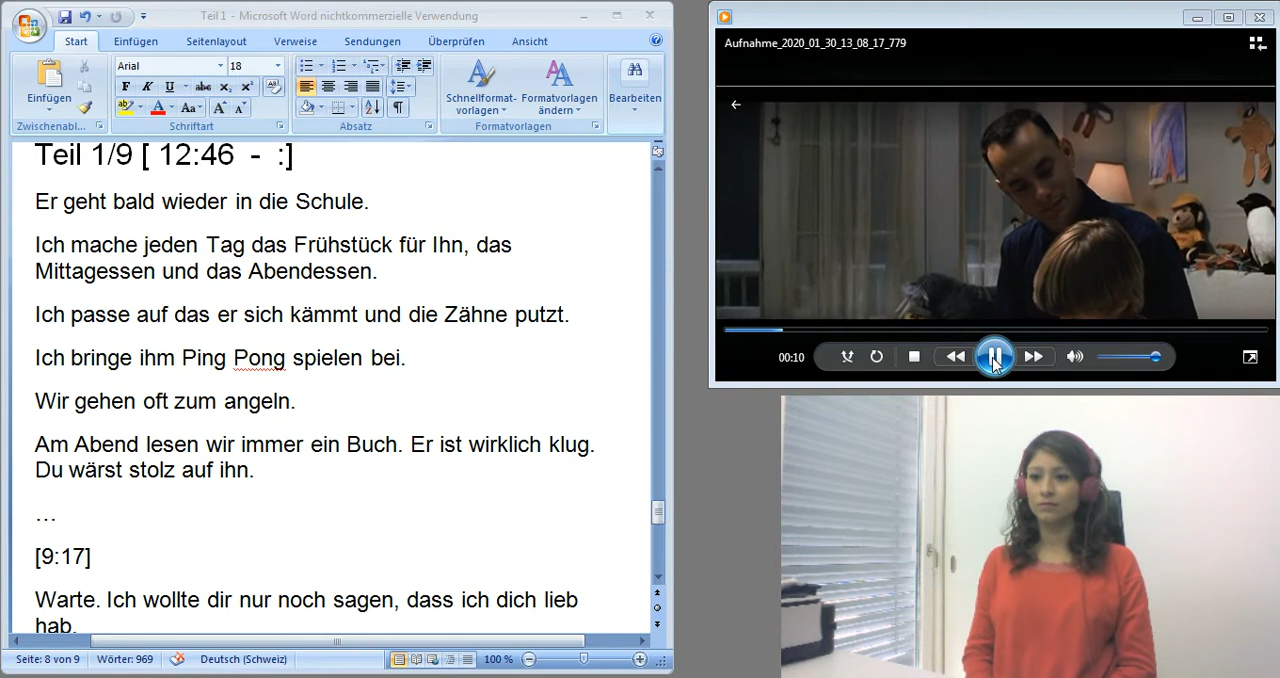 Teil 1 - Microsoft Word nichtkommerzielle Verwendung
Start Einfügen Seitenlayout Verweise Sendungen Überprüfen Ansicht
Einfügen
Zwischenabl...
Arial 18
F K U abe x₂ x²
Aa A A
Schriftart
Absatz
Schnellformat-
vorlagen
Formatvorlagen
ändern
Formatvorlagen
Bearbeiten
Teil 1/9 [ 12:46 - :]
Er geht bald wieder in die Schule.
Ich mache jeden Tag das Frühstück für Ihn, das
Mittagessen und das Abendessen.
Ich passe auf das er sich kämmt und die Zähne putzt.
Ich bringe ihm Ping Pong spielen bei.
Wir gehen oft zum angeln.
Am Abend lesen wir immer ein Buch. Er ist wirklich klug.
Du wärst stolz auf ihn.
…
[9:17]
Warte. Ich wollte dir nur noch sagen, dass ich dich lieb
hab.
Seite: 8 von 9 Wörter: 969 Deutsch (Schweiz) 100 %
Aufnahme_2020_01_30_13_08_17_779
00:10